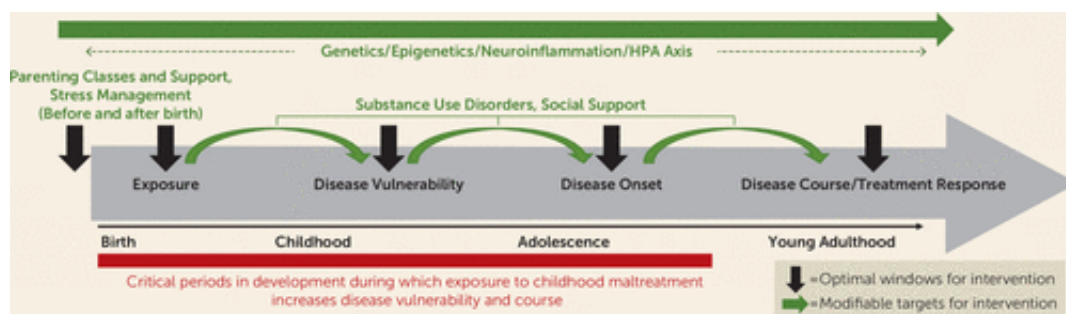 Genetics/Epigenetics/Neuroinflammation/HPA Axis
Parenting Classes and Support,
Stress Management
(Before and after birth)
Substance Use Disorders, Social Support
Exposure
Disease Vulnerability
Disease Onset
Disease Course/Treatment Response
Birth
Childhood
Adolescence
Young Adulthood
Critical periods in development during which exposure to childhood maltreatment
increases disease vulnerability and course
=Optimal windows for intervention
=Modifiable targets for intervention